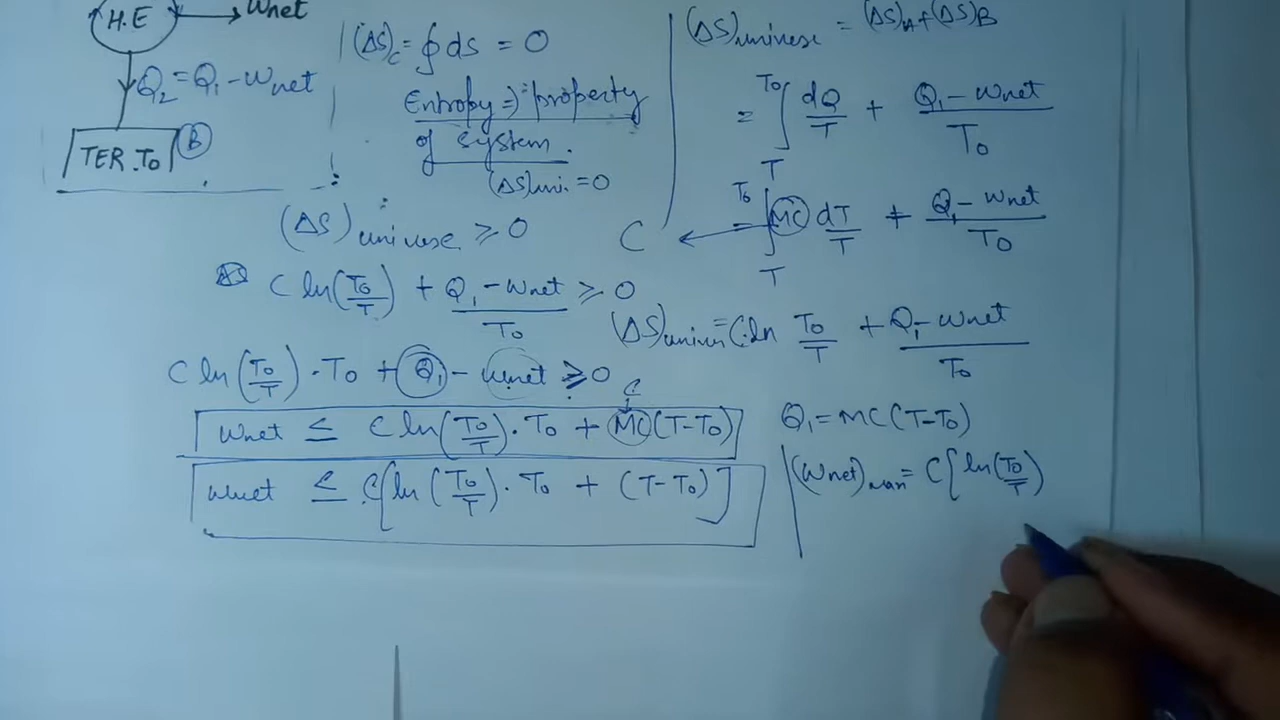 H.E → Wnet
Q₂ = Q₁ - Wnet
TER.T₀ B
(ΔS)c = ∮ds = 0
Entropy ⇒ property
of system.
(ΔS)uni. = 0
(ΔS)universe ≥ 0
C ln(T₀/T) + (Q₁ - Wnet)/T₀ ≥ 0
C ln(T₀/T) · T₀ + Q₁ - Wnet ≥ 0
C
Wnet ≤ C ln(T₀/T) · T₀ + MC(T-T₀)
Wnet ≤ C[ln(T₀/T) · T₀ + (T-T₀)]
(ΔS)universe = (ΔS)A + (ΔS)B
= ∫_T^T₀ dQ/T + (Q₁ - Wnet)/T₀
C ← = ∫_T^T₀ MC dT/T + (Q₁ - Wnet)/T₀
(ΔS)univers = C.ln T₀/T + (Q₁ - Wnet)/T₀
Q₁ = MC(T-T₀)
(Wnet)max = C[ln(T₀/T)